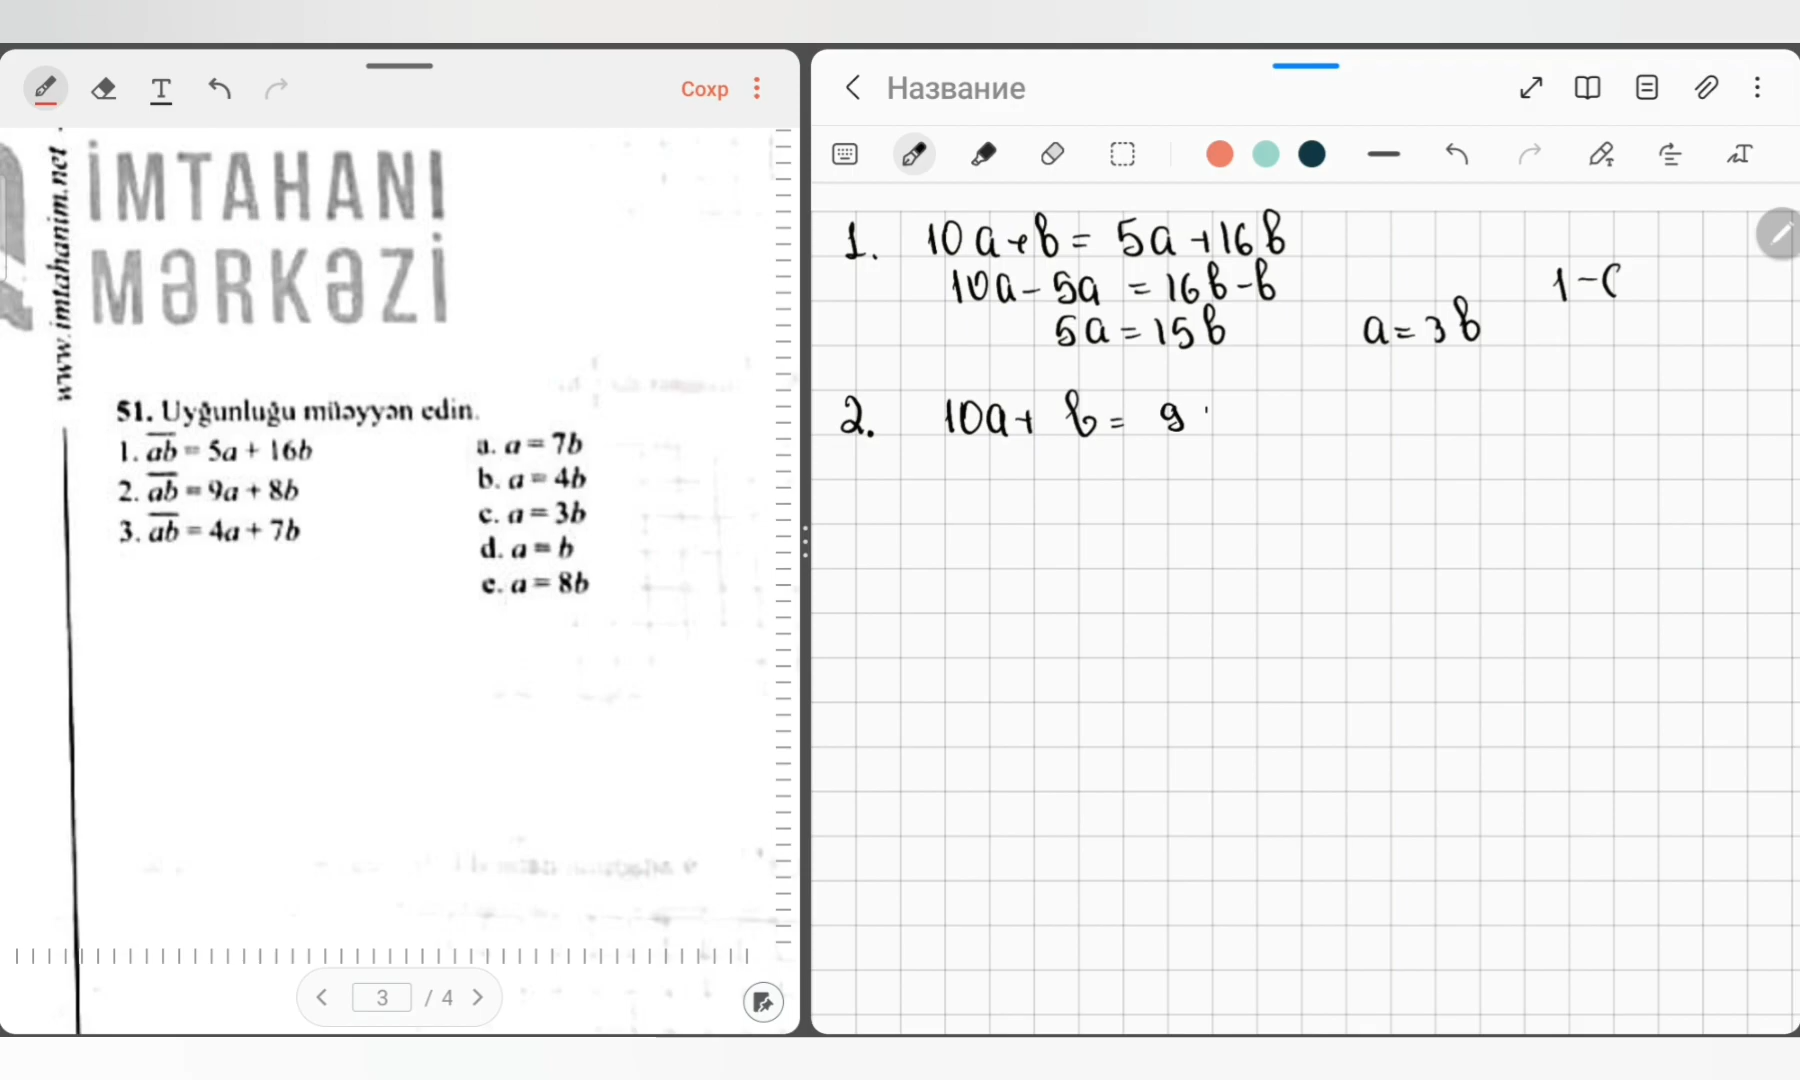 Сохр
www.imtahanim.net
İMTAHANI
MƏRKƏZİ
51. Uyğunluğu müəyyən edin.
1. ab = 5a + 16b
2. ab = 9a + 8b
3. ab = 4a + 7b
a. a = 7b
b. a = 4b
c. a = 3b
d. a = b
e. a = 8b
3 / 4
Название
1. 10a+b = 5a+16b
10a-5a = 16b-b
5a=15b a=3b
1-c
2. 10a+ b= 9